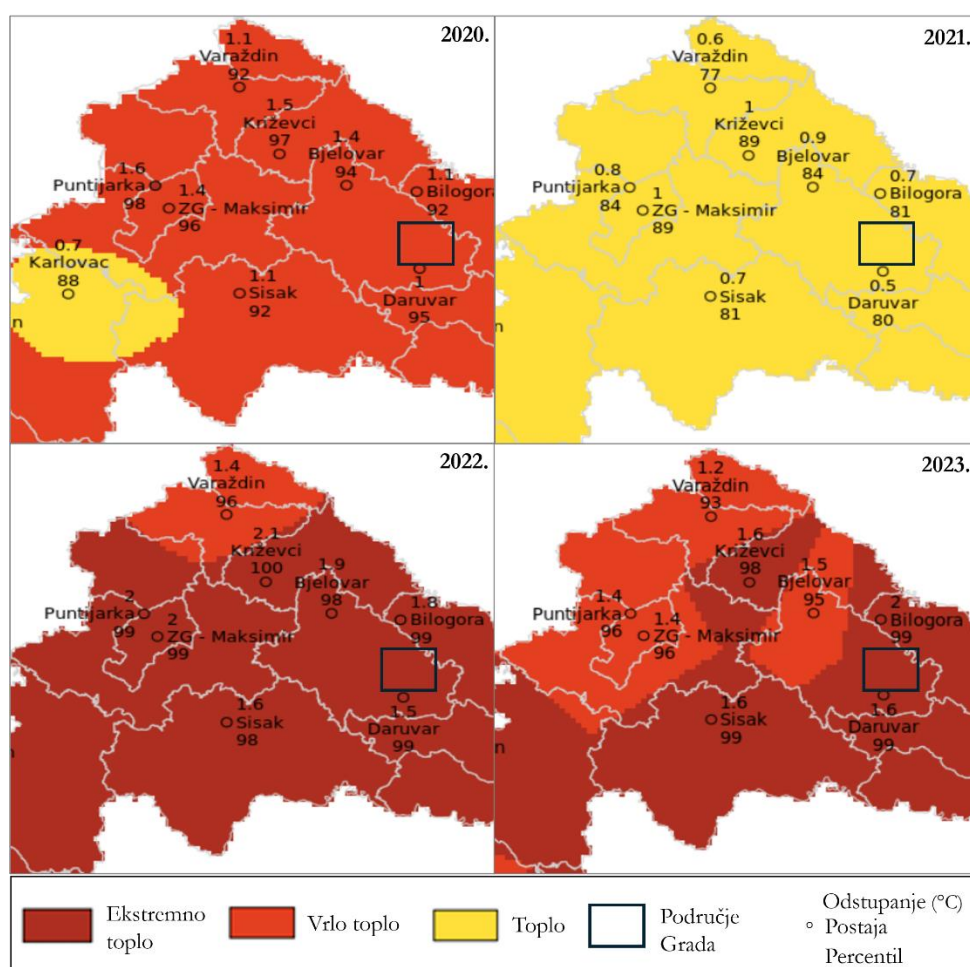 2020.
1.1
Varaždin
92
1.5
Križevci
97
1.4
Bjelovar
94
1.6
Puntijarka
98
1.4
ZG - Maksimir
96
1.1
Bilogora
92
0.7
Karlovac
88
1.1
Sisak
92
1
Daruvar
95
n
2021.
0.6
Varaždin
77
1
Križevci
89
0.9
Bjelovar
84
0.8
Puntijarka
84
1
ZG - Maksimir
89
0.7
Bilogora
81
0.7
Sisak
81
0.5
Daruvar
80
2022.
1.4
Varaždin
96
2.1
Križevci
100
1.9
Bjelovar
98
2
Puntijarka
99
2
ZG - Maksimir
99
1.8
Bilogora
99
1.6
Sisak
98
1.5
Daruvar
99
n
2023.
1.2
Varaždin
93
1.6
Križevci
98
1.5
Bjelovar
95
1.4
Puntijarka
96
1.4
ZG - Maksimir
96
2
Bilogora
99
1.6
Sisak
99
1.6
Daruvar
99
n
Ekstremno
toplo
Vrlo toplo
Toplo
Područje
Grada
Odstupanje (°C)
Postaja
Percentil